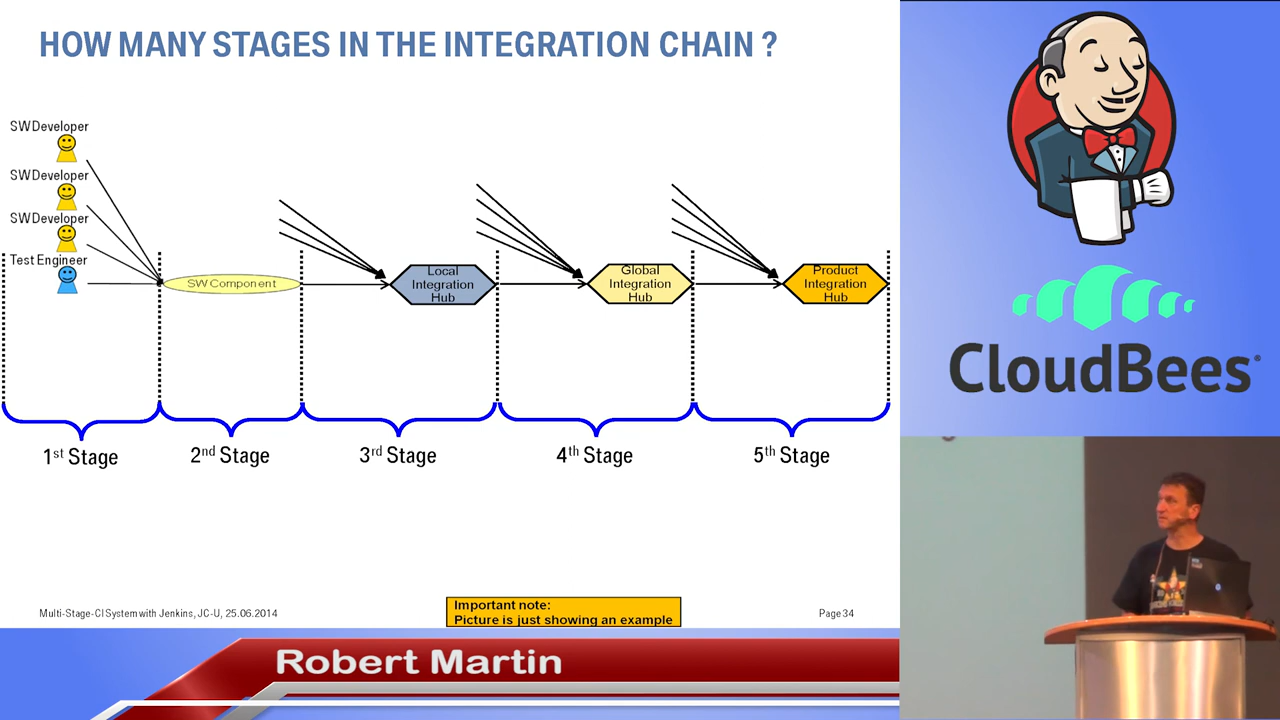 HOW MANY STAGES IN THE INTEGRATION CHAIN ?
SWDeveloper
SWDeveloper
SWDeveloper
Test Engineer
SW Component
Local
Integration
Hub
Global
Integration
Hub
Product
Integration
Hub
1st Stage
2nd Stage
3rd Stage
4th Stage
5th Stage
Multi-Stage-CI System with Jenkins, JC-U, 25.06.2014
Important note:
Picture is just showing an example
Page 34
CloudBees®
Robert Martin